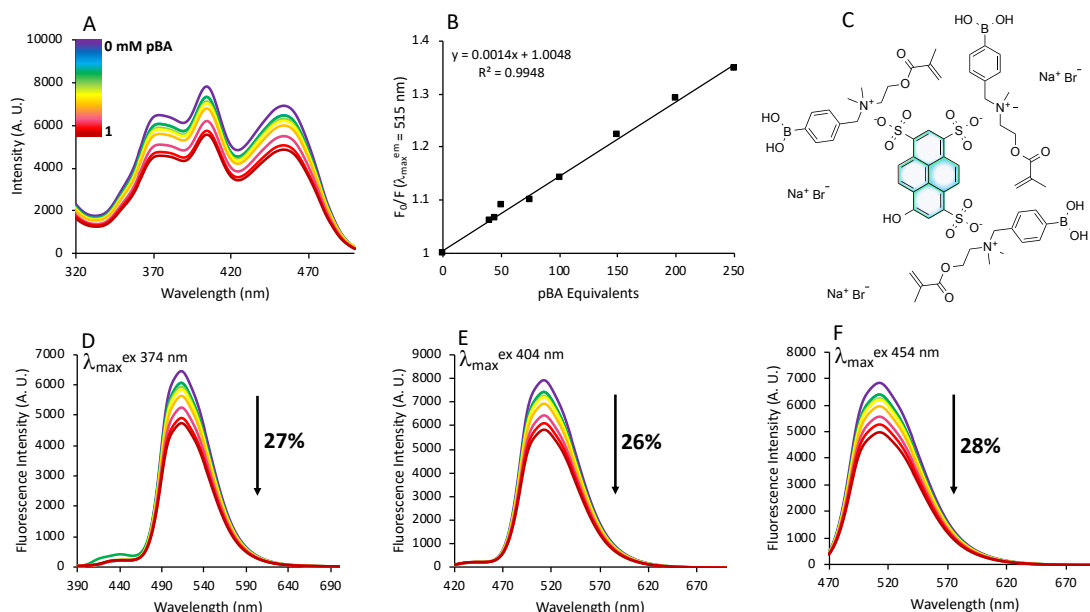 A
0 mM pBA
1
Intensity (A. U.)
10000
8000
6000
4000
2000
0
320
370
420
470
Wavelength (nm)
B
y = 0.0014x + 1.0048
R² = 0.9948
F₀/ F (λmax^em = 515 nm)
1.4
1.3
1.2
1.1
1
0
50
100
150
200
250
pBA Equivalents
C
HO
B
OH
O
O
N⁺
Na⁺ Br⁻
N⁺
O
O
HO
B
HO
⁻O
O
S
O
O
S
O
O⁻
Na⁺ Br⁻
HO
O
S
O
O⁻
OH
B
OH
N⁺
O
O
Na⁺ Br⁻
D
λmax ex 374 nm
27%
Fluorescence Intensity (A. U.)
7000
6000
5000
4000
3000
2000
1000
0
390
440
490
540
590
640
690
Wavelength (nm)
E
λmax ex 404 nm
26%
Fluorescence Intensity (A. U.)
9000
8000
7000
6000
5000
4000
3000
2000
1000
0
420
470
520
570
620
670
Wavelength (nm)
F
λmax ex 454 nm
28%
Fluorescence Intensity (A. U.)
8000
7000
6000
5000
4000
3000
2000
1000
0
470
520
570
620
670
Wavelength (nm)